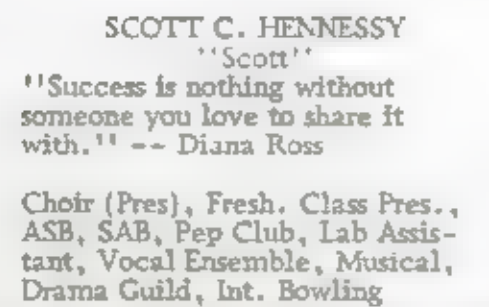 SCOTT C. HENNESSY
''Scott''
''Success is nothing without
someone you love to share it
with.'' -- Diana Ross
Choir (Pres), Fresh. Class Pres.,
ASB, SAB, Pep Club, Lab Assis-
tant, Vocal Ensemble, Musical,
Drama Guild, Int. Bowling